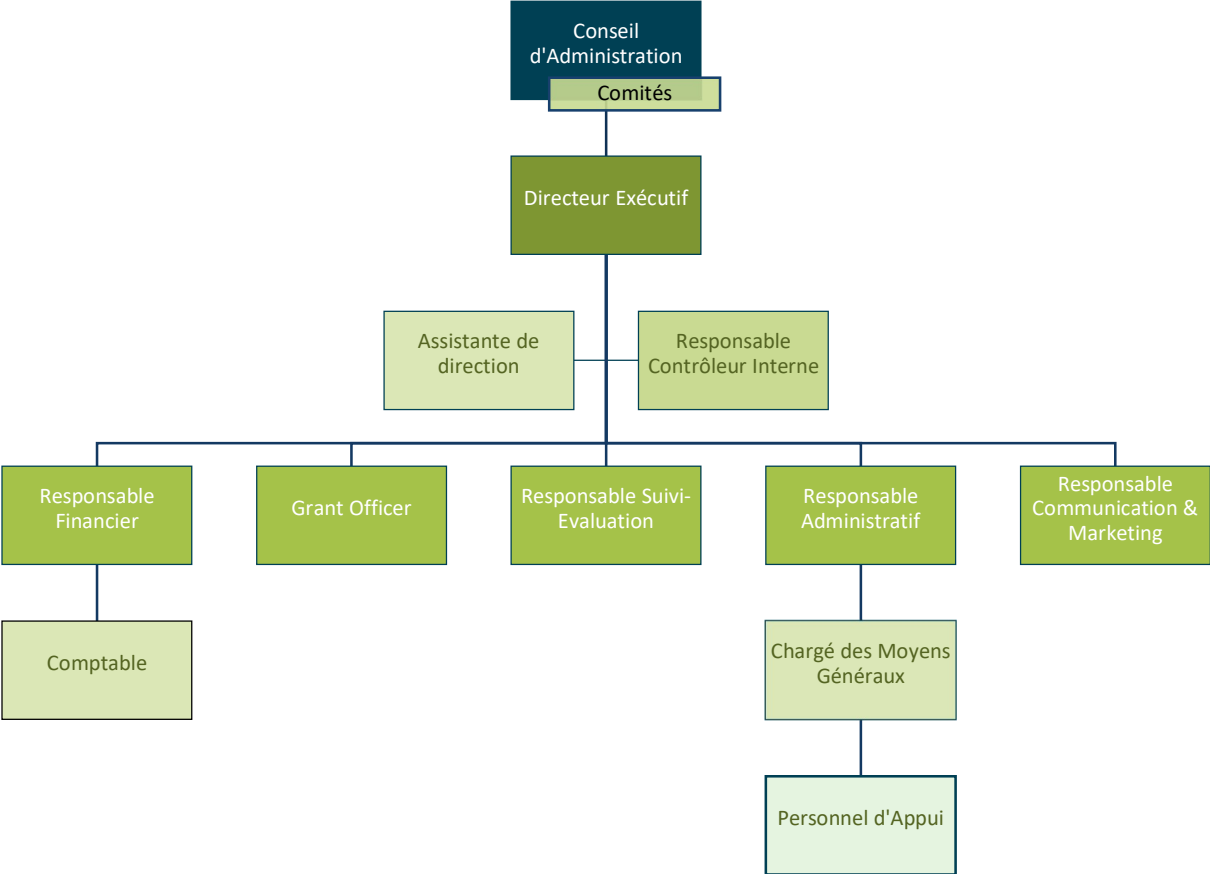 Conseil
d'Administration
Comités
Directeur Exécutif
Assistante de
direction
Responsable
Contrôleur Interne
Responsable
Financier
Grant Officer
Responsable Suivi-
Evaluation
Responsable
Administratif
Responsable
Communication &
Marketing
Comptable
Chargé des Moyens
Généraux
Personnel d'Appui